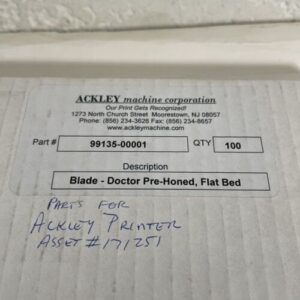 ACKLEY machine corporation
Our Print Gets Recognized!
1273 North Church Street Moorestown, NJ 08057
Phone: (856) 234-3626 Fax: (856) 234-8657
www.ackleymachine.com
Part # 99135-00001 QTY 100
Description
Blade - Doctor Pre-Honed, Flat Bed
PARTS FOR
ACKLEY PRINTER
ASSET # 171251